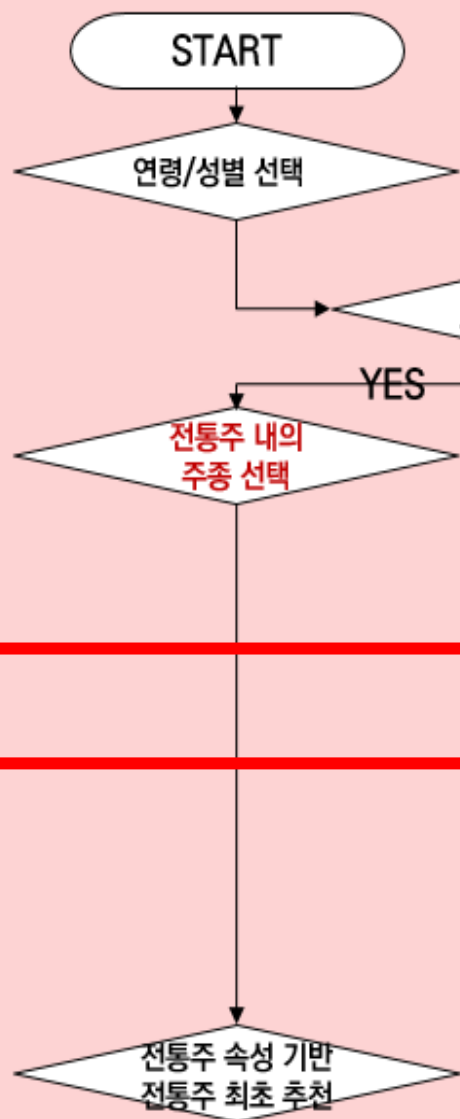 START
연령/성별 선택
YES
전통주 내의
주종 선택
전통주 속성 기반
전통주 최초 추천